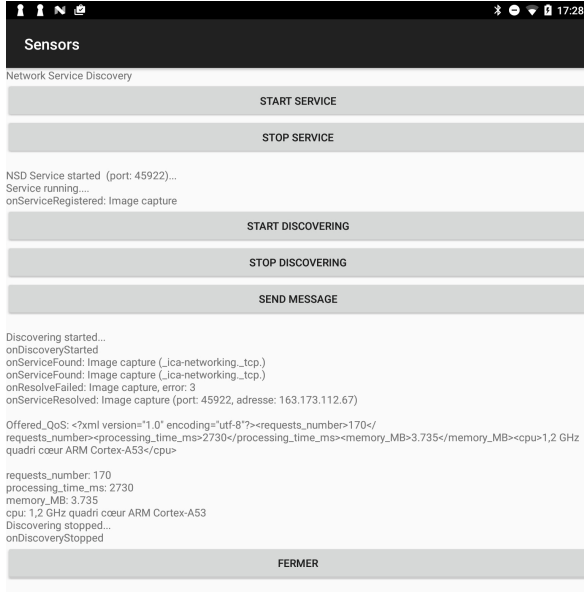 17:28
Sensors
Network Service Discovery
START SERVICE
STOP SERVICE
NSD Service started  (port: 45922)...
Service running....
onServiceRegistered: Image capture
START DISCOVERING
STOP DISCOVERING
SEND MESSAGE
Discovering started...
onDiscoveryStarted
onServiceFound: Image capture (_ica-networking._tcp.)
onServiceFound: Image capture (_ica-networking._tcp.)
onResolveFailed: Image capture, error: 3
onServiceResolved: Image capture (port: 45922, adresse: 163.173.112.67)
Offered_QoS: <?xml version="1.0" encoding="utf-8"?><requests_number>170</
requests_number><processing_time_ms>2730</processing_time_ms><memory_MB>3.735</memory_MB><cpu>1,2 GHz
quadri cœur ARM Cortex-A53</cpu>
requests_number: 170
processing_time_ms: 2730
memory_MB: 3.735
cpu: 1,2 GHz quadri cœur ARM Cortex-A53
Discovering stopped...
onDiscoveryStopped
FERMER